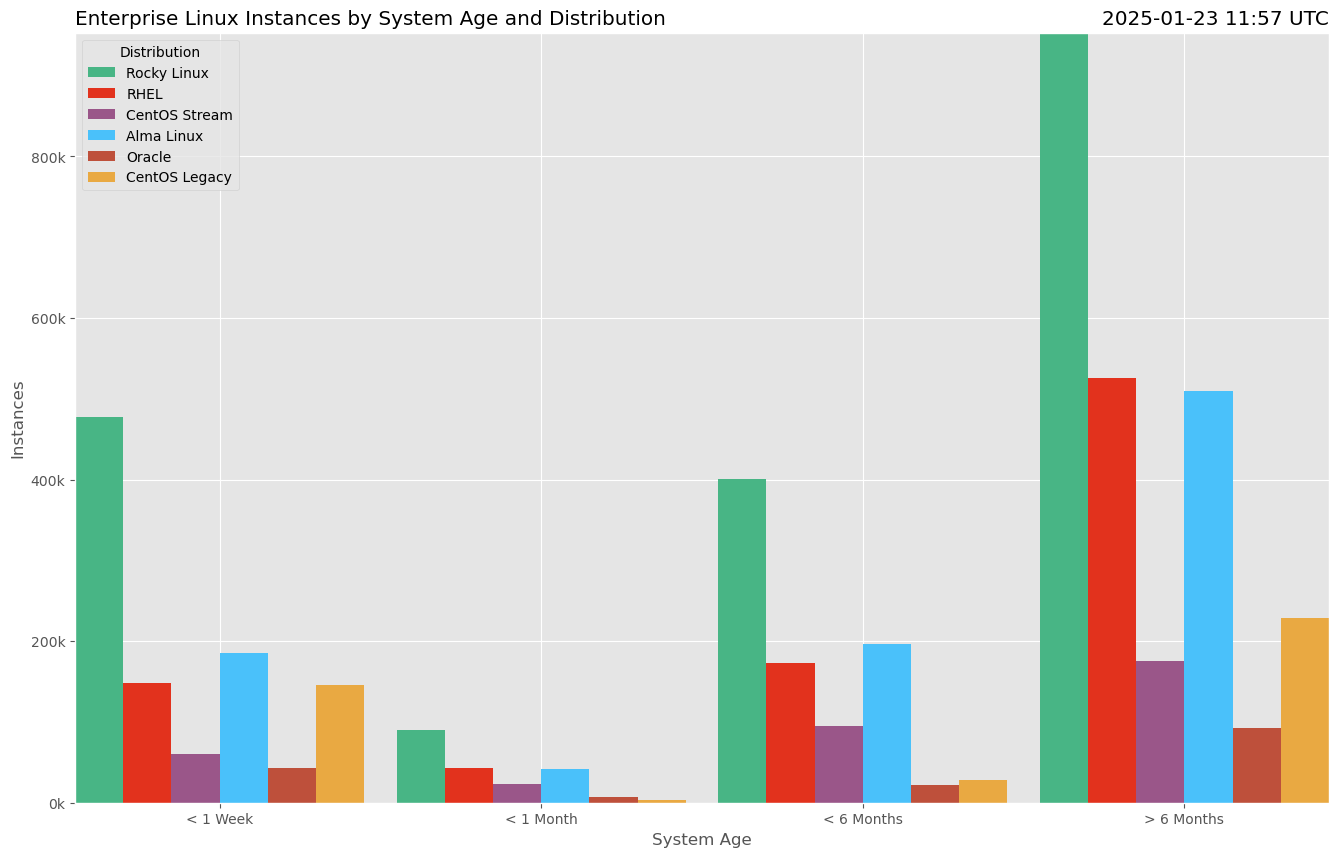 Enterprise Linux Instances by System Age and Distribution
2025-01-23 11:57 UTC
Distribution
Rocky Linux
RHEL
CentOS Stream
Alma Linux
Oracle
CentOS Legacy
800k
600k
400k
200k
0k
Instances
< 1 Week
< 1 Month
< 6 Months
> 6 Months
System Age